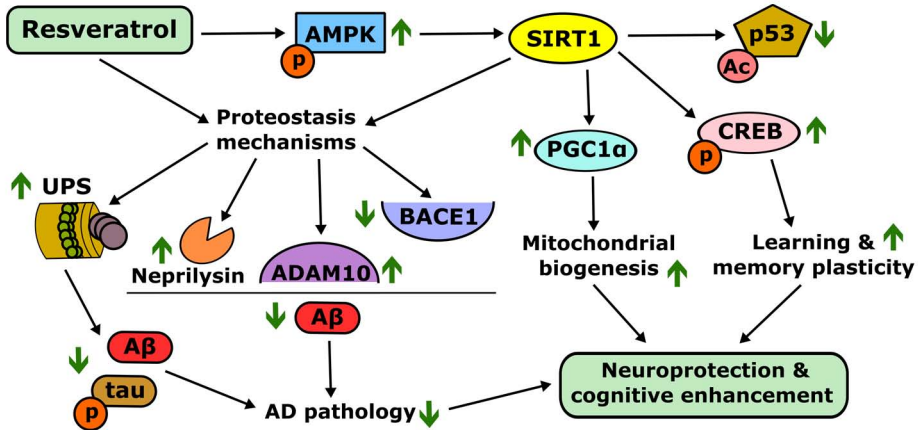 Resveratrol
AMPK
p
SIRT1
p53
Ac
Proteostasis
mechanisms
PGC1α
CREB
p
UPS
BACE1
Neprilysin
ADAM10
Mitochondrial
biogenesis
Learning &
memory plasticity
Aβ
Aβ
tau
p
AD pathology
Neuroprotection &
cognitive enhancement